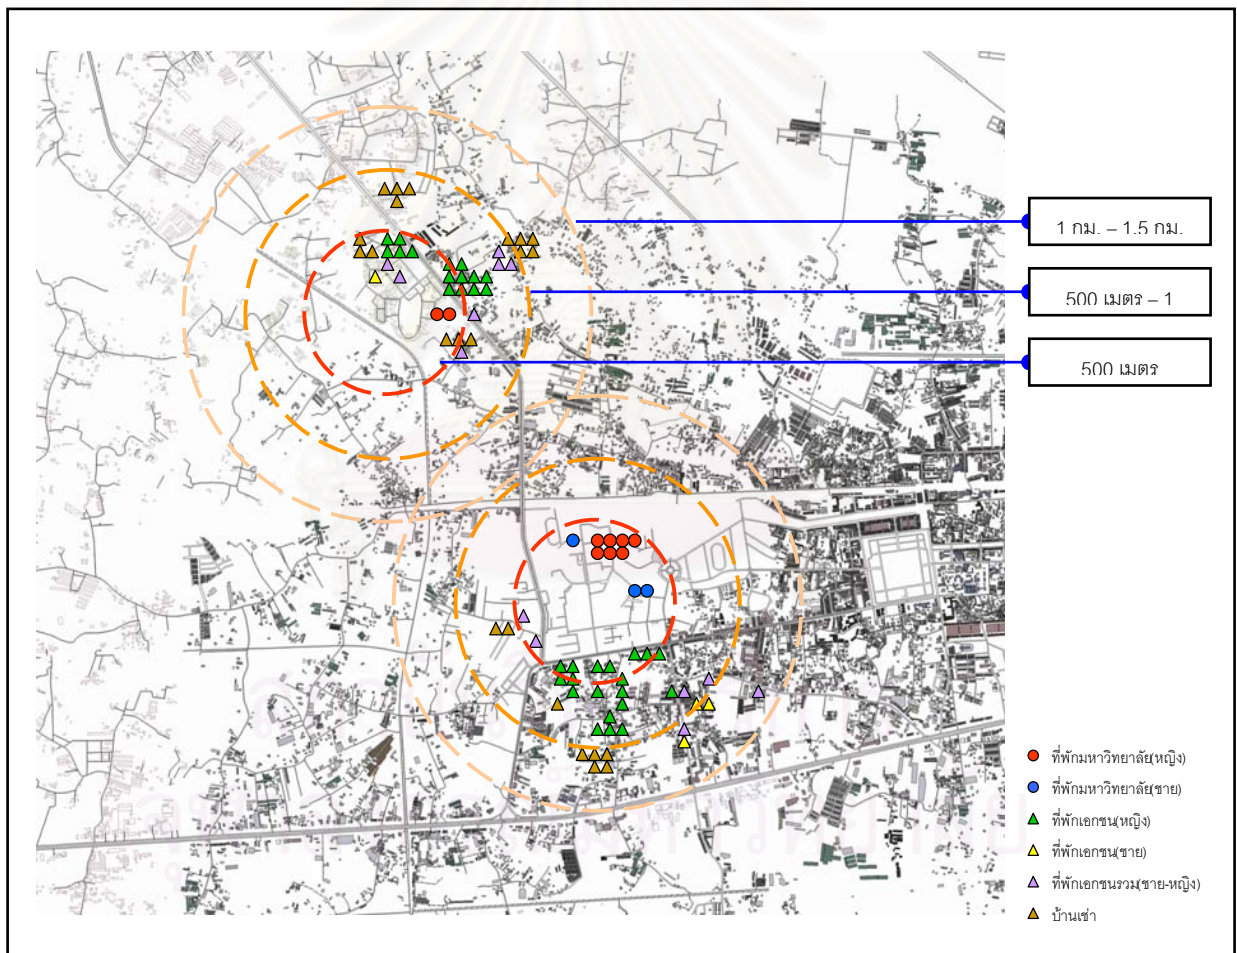 1 กม. – 1.5 กม.
500 เมตร – 1
500 เมตร
ที่พักมหาวิทยาลัย(หญิง)
ที่พักมหาวิทยาลัย(ชาย)
ที่พักเอกชน(หญิง)
ที่พักเอกชน(ชาย)
ที่พักเอกชนรวม(ชาย-หญิง)
บ้านเช่า